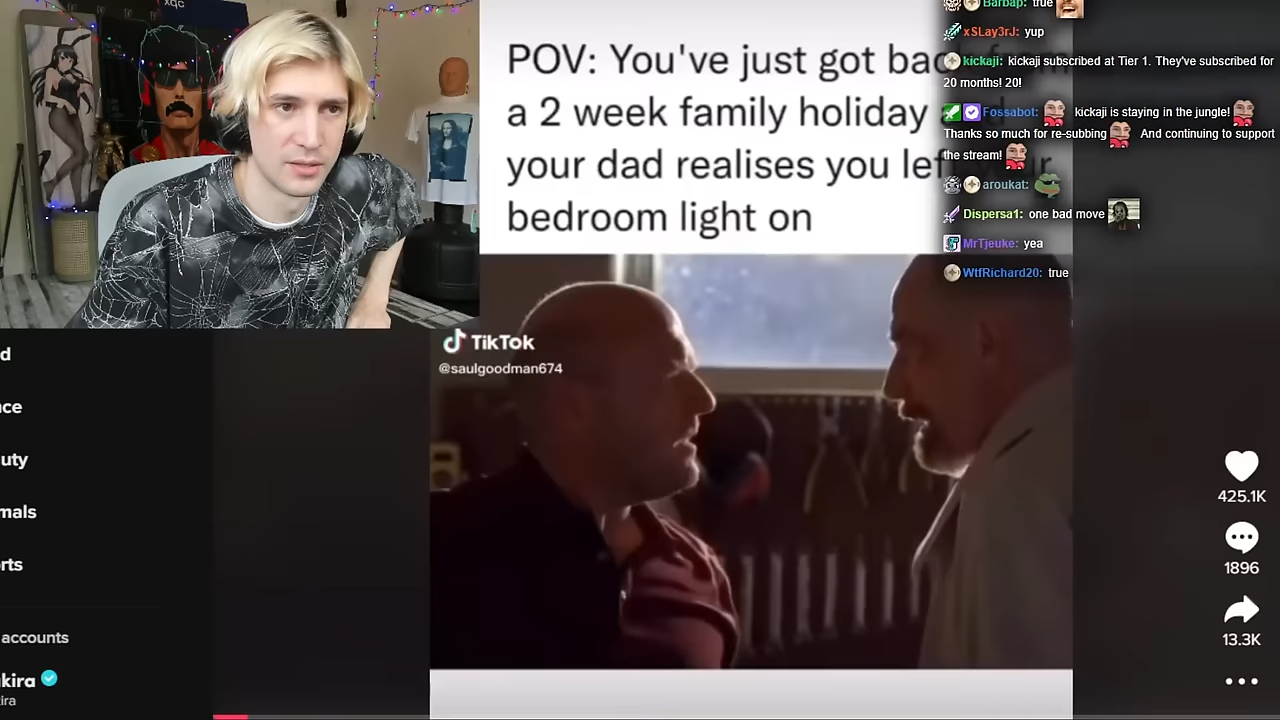 xqc
POV: You've just got bac
a 2 week family holiday
your dad realises you lef
bedroom light on
TikTok
@saulgoodman674
Barbap: true
xSLay3rJ: yup
kickaji: kickaji subscribed at Tier 1. They've subscribed for
20 months! 20!
Fossabot: kickaji is staying in the jungle!
Thanks so much for re-subbing And continuing to support
the stream!
aroukat:
Dispersa1: one bad move
MrTjeuke: yea
WtfRichard20: true
d
ce
uty
mals
rts
accounts
kira
ira
425.1K
1896
13.3K